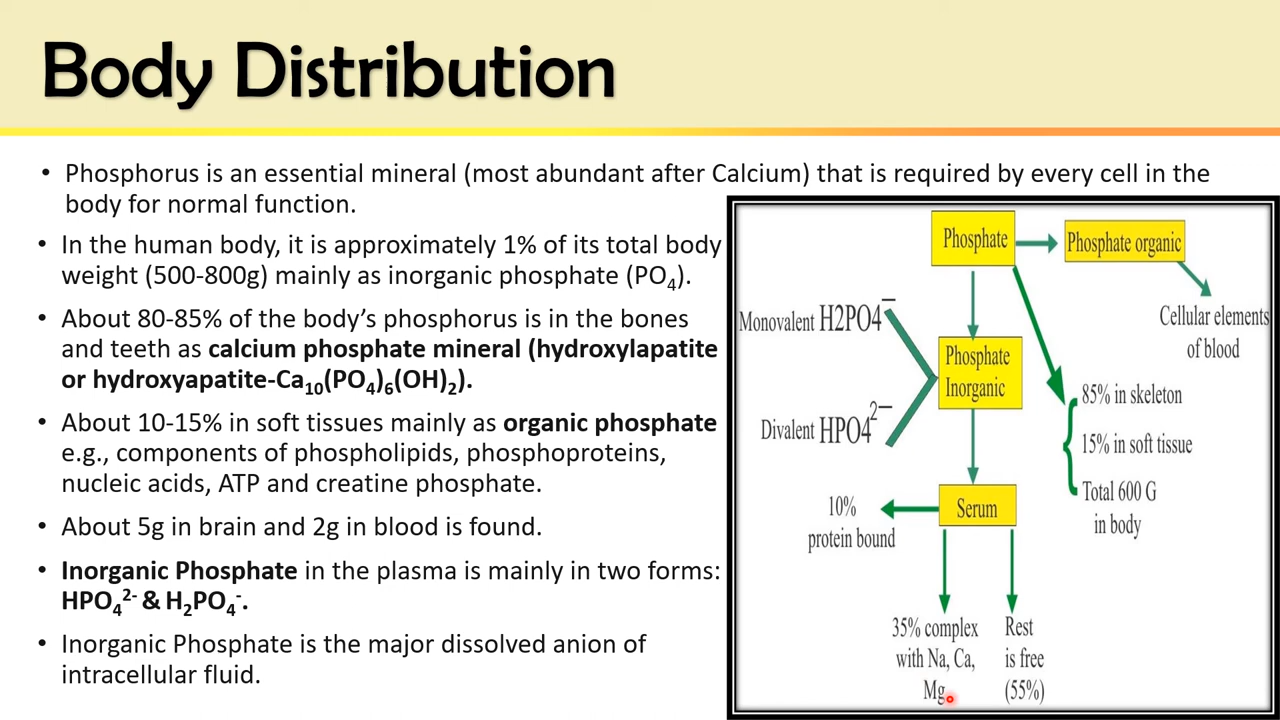 Body Distribution
• Phosphorus is an essential mineral (most abundant after Calcium) that is required by every cell in the
body for normal function.
• In the human body, it is approximately 1% of its total body
weight (500-800g) mainly as inorganic phosphate (PO₄).
• About 80-85% of the body’s phosphorus is in the bones
and teeth as calcium phosphate mineral (hydroxylapatite
or hydroxyapatite-Ca₁₀(PO₄)₆(OH)₂).
• About 10-15% in soft tissues mainly as organic phosphate
e.g., components of phospholipids, phosphoproteins,
nucleic acids, ATP and creatine phosphate.
• About 5g in brain and 2g in blood is found.
• Inorganic Phosphate in the plasma is mainly in two forms:
HPO₄²⁻ & H₂PO₄⁻.
• Inorganic Phosphate is the major dissolved anion of
intracellular fluid.
Phosphate
Phosphate organic
Cellular elements
of blood
Monovalent H2PO4⁻
Phosphate
Inorganic
Divalent HPO4²⁻
85% in skeleton
15% in soft tissue
Total 600 G
in body
Serum
10%
protein bound
35% complex
with Na, Ca,
Mg
Rest
is free
(55%)